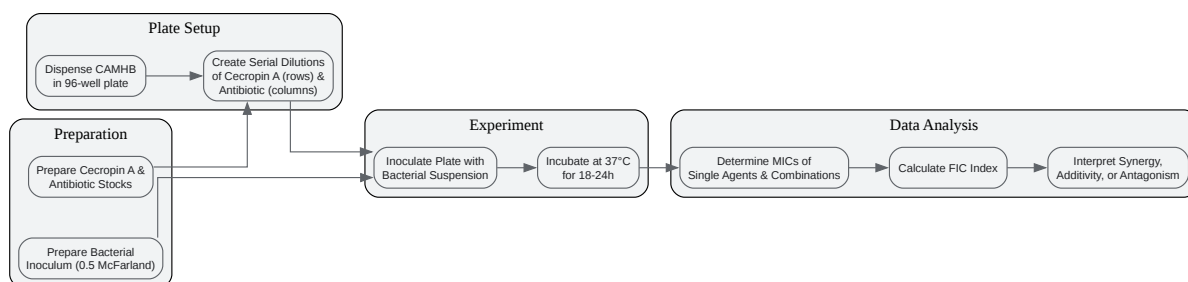 Plate Setup
Dispense CAMHB
in 96-well plate
Create Serial Dilutions
of Cecropin A (rows) &
Antibiotic (columns)
Preparation
Prepare Cecropin A &
Antibiotic Stocks
Prepare Bacterial
Inoculum (0.5 McFarland)
Experiment
Inoculate Plate with
Bacterial Suspension
Incubate at 37°C
for 18-24h
Data Analysis
Determine MICs of
Single Agents & Combinations
Calculate FIC Index
Interpret Synergy,
Additivity, or Antagonism